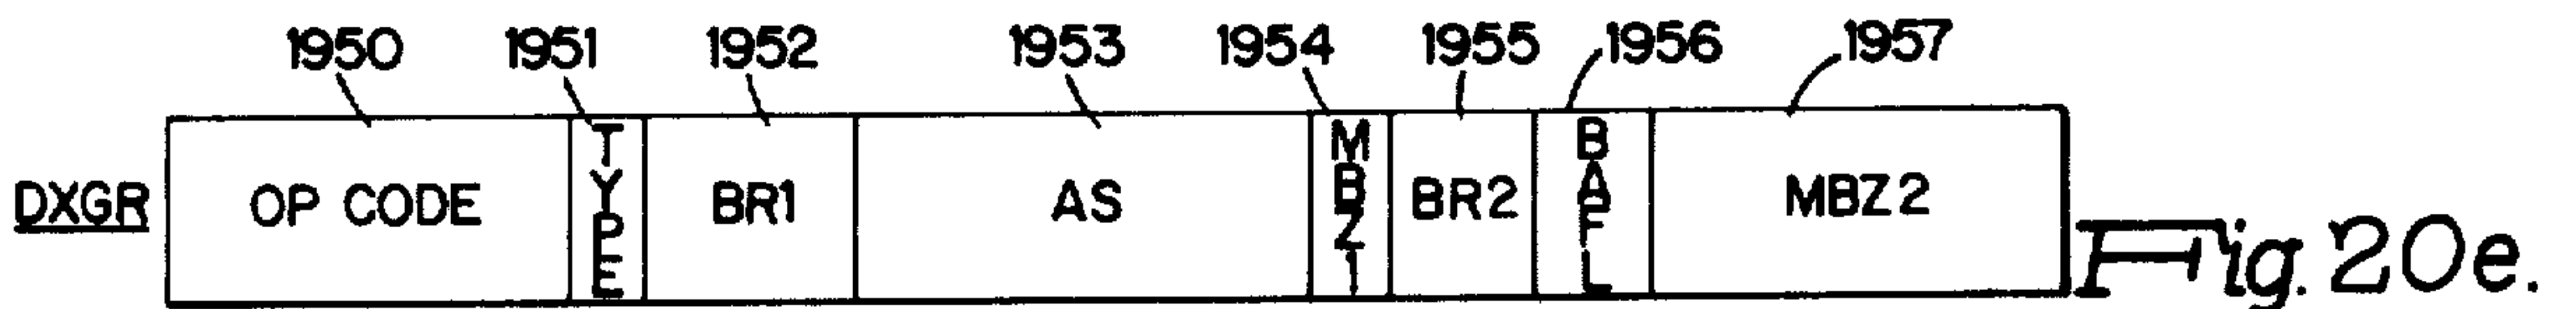 1950 1951 1952 1953 1954 1955 1956 1957
DXGR OP CODE TYPE BR1 AS MBZ1 BR2 BAFL MBZ2
Fig. 20e.